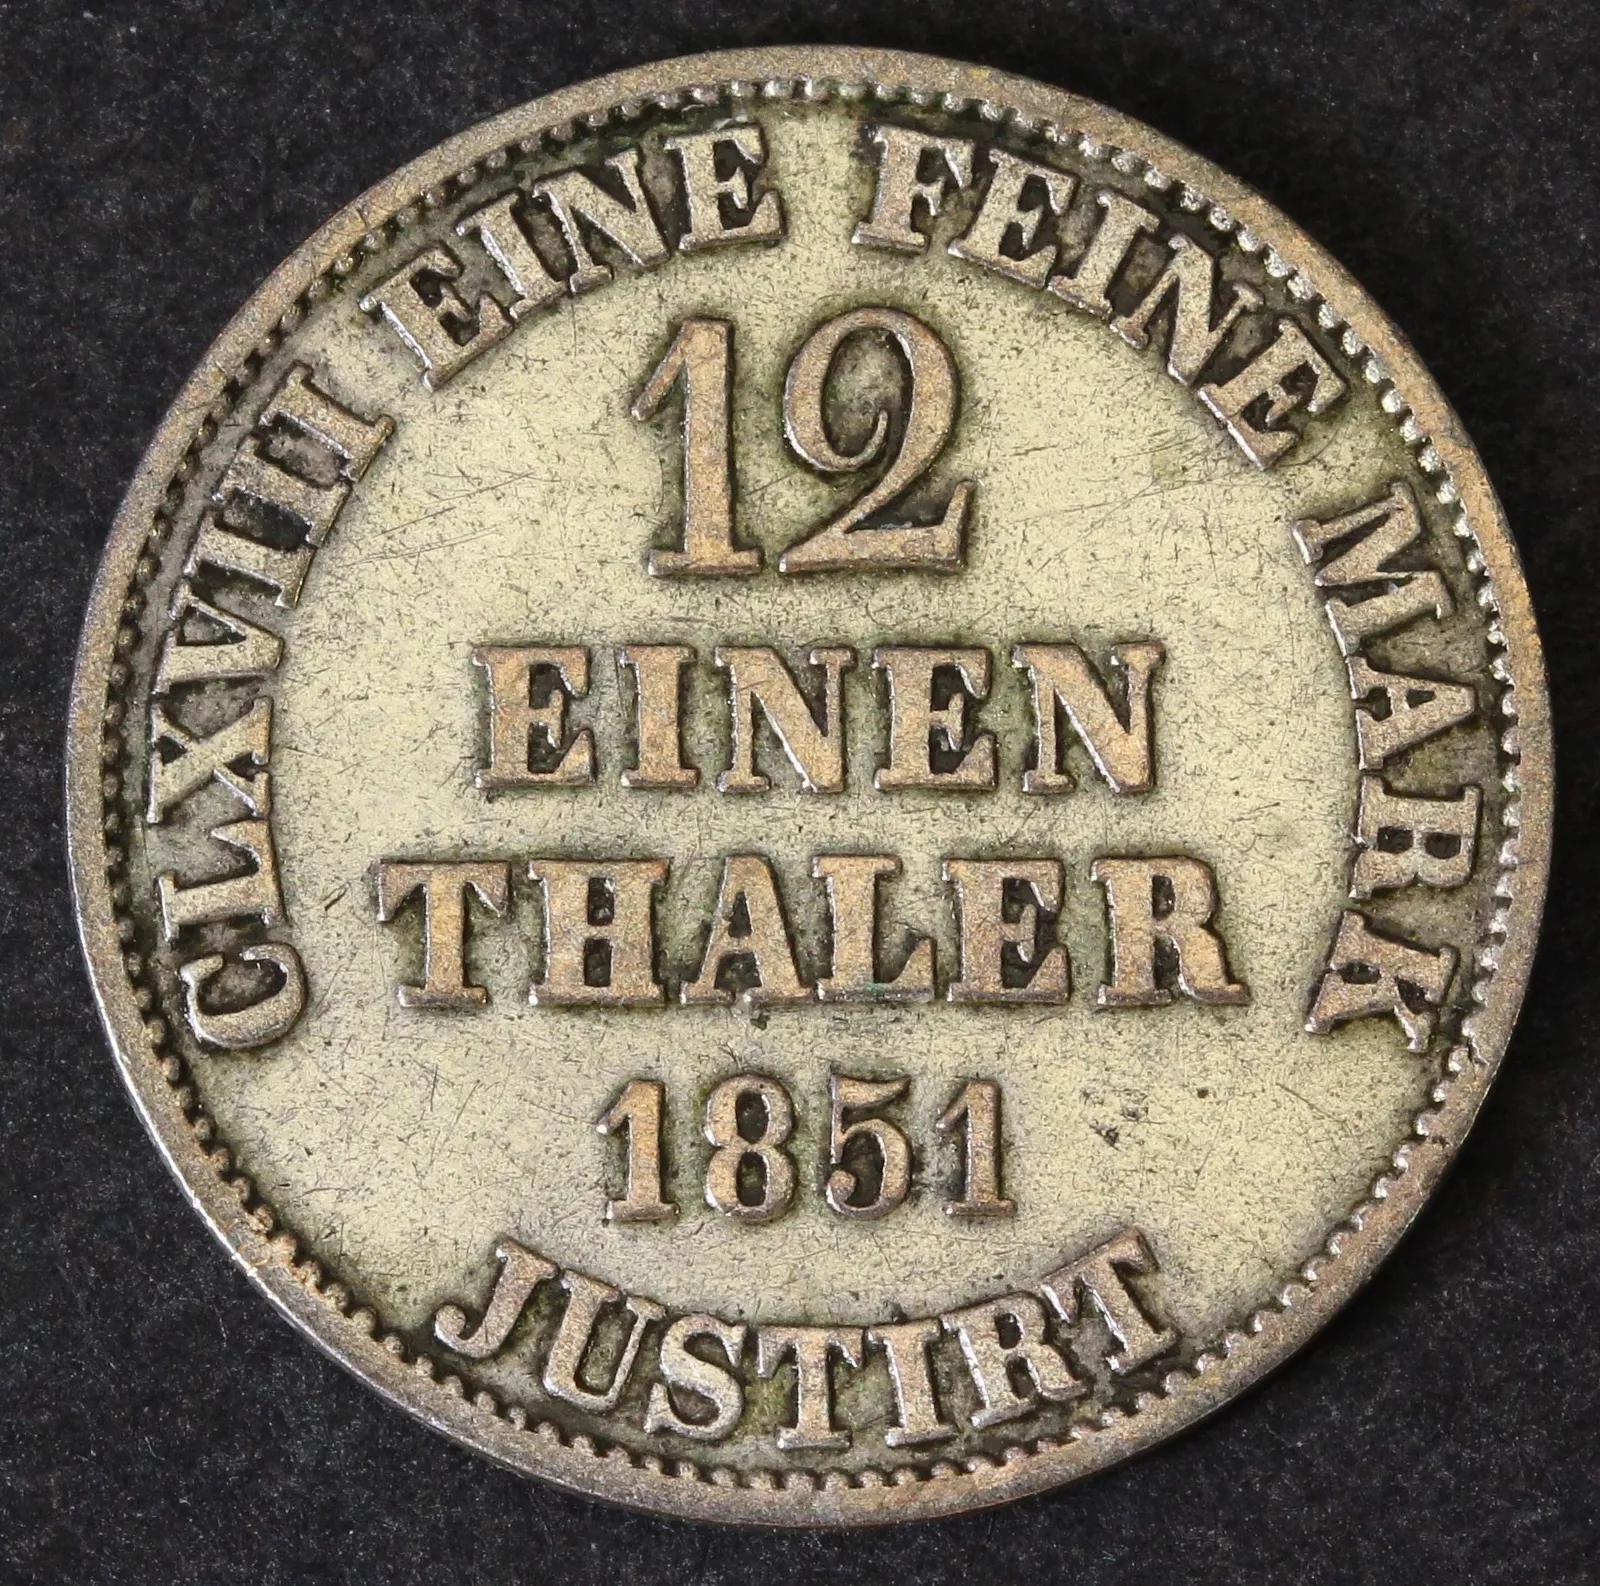 CLXVIII EINE FEINE MARK
12
EINEN
THALER
1851
JUSTIRT